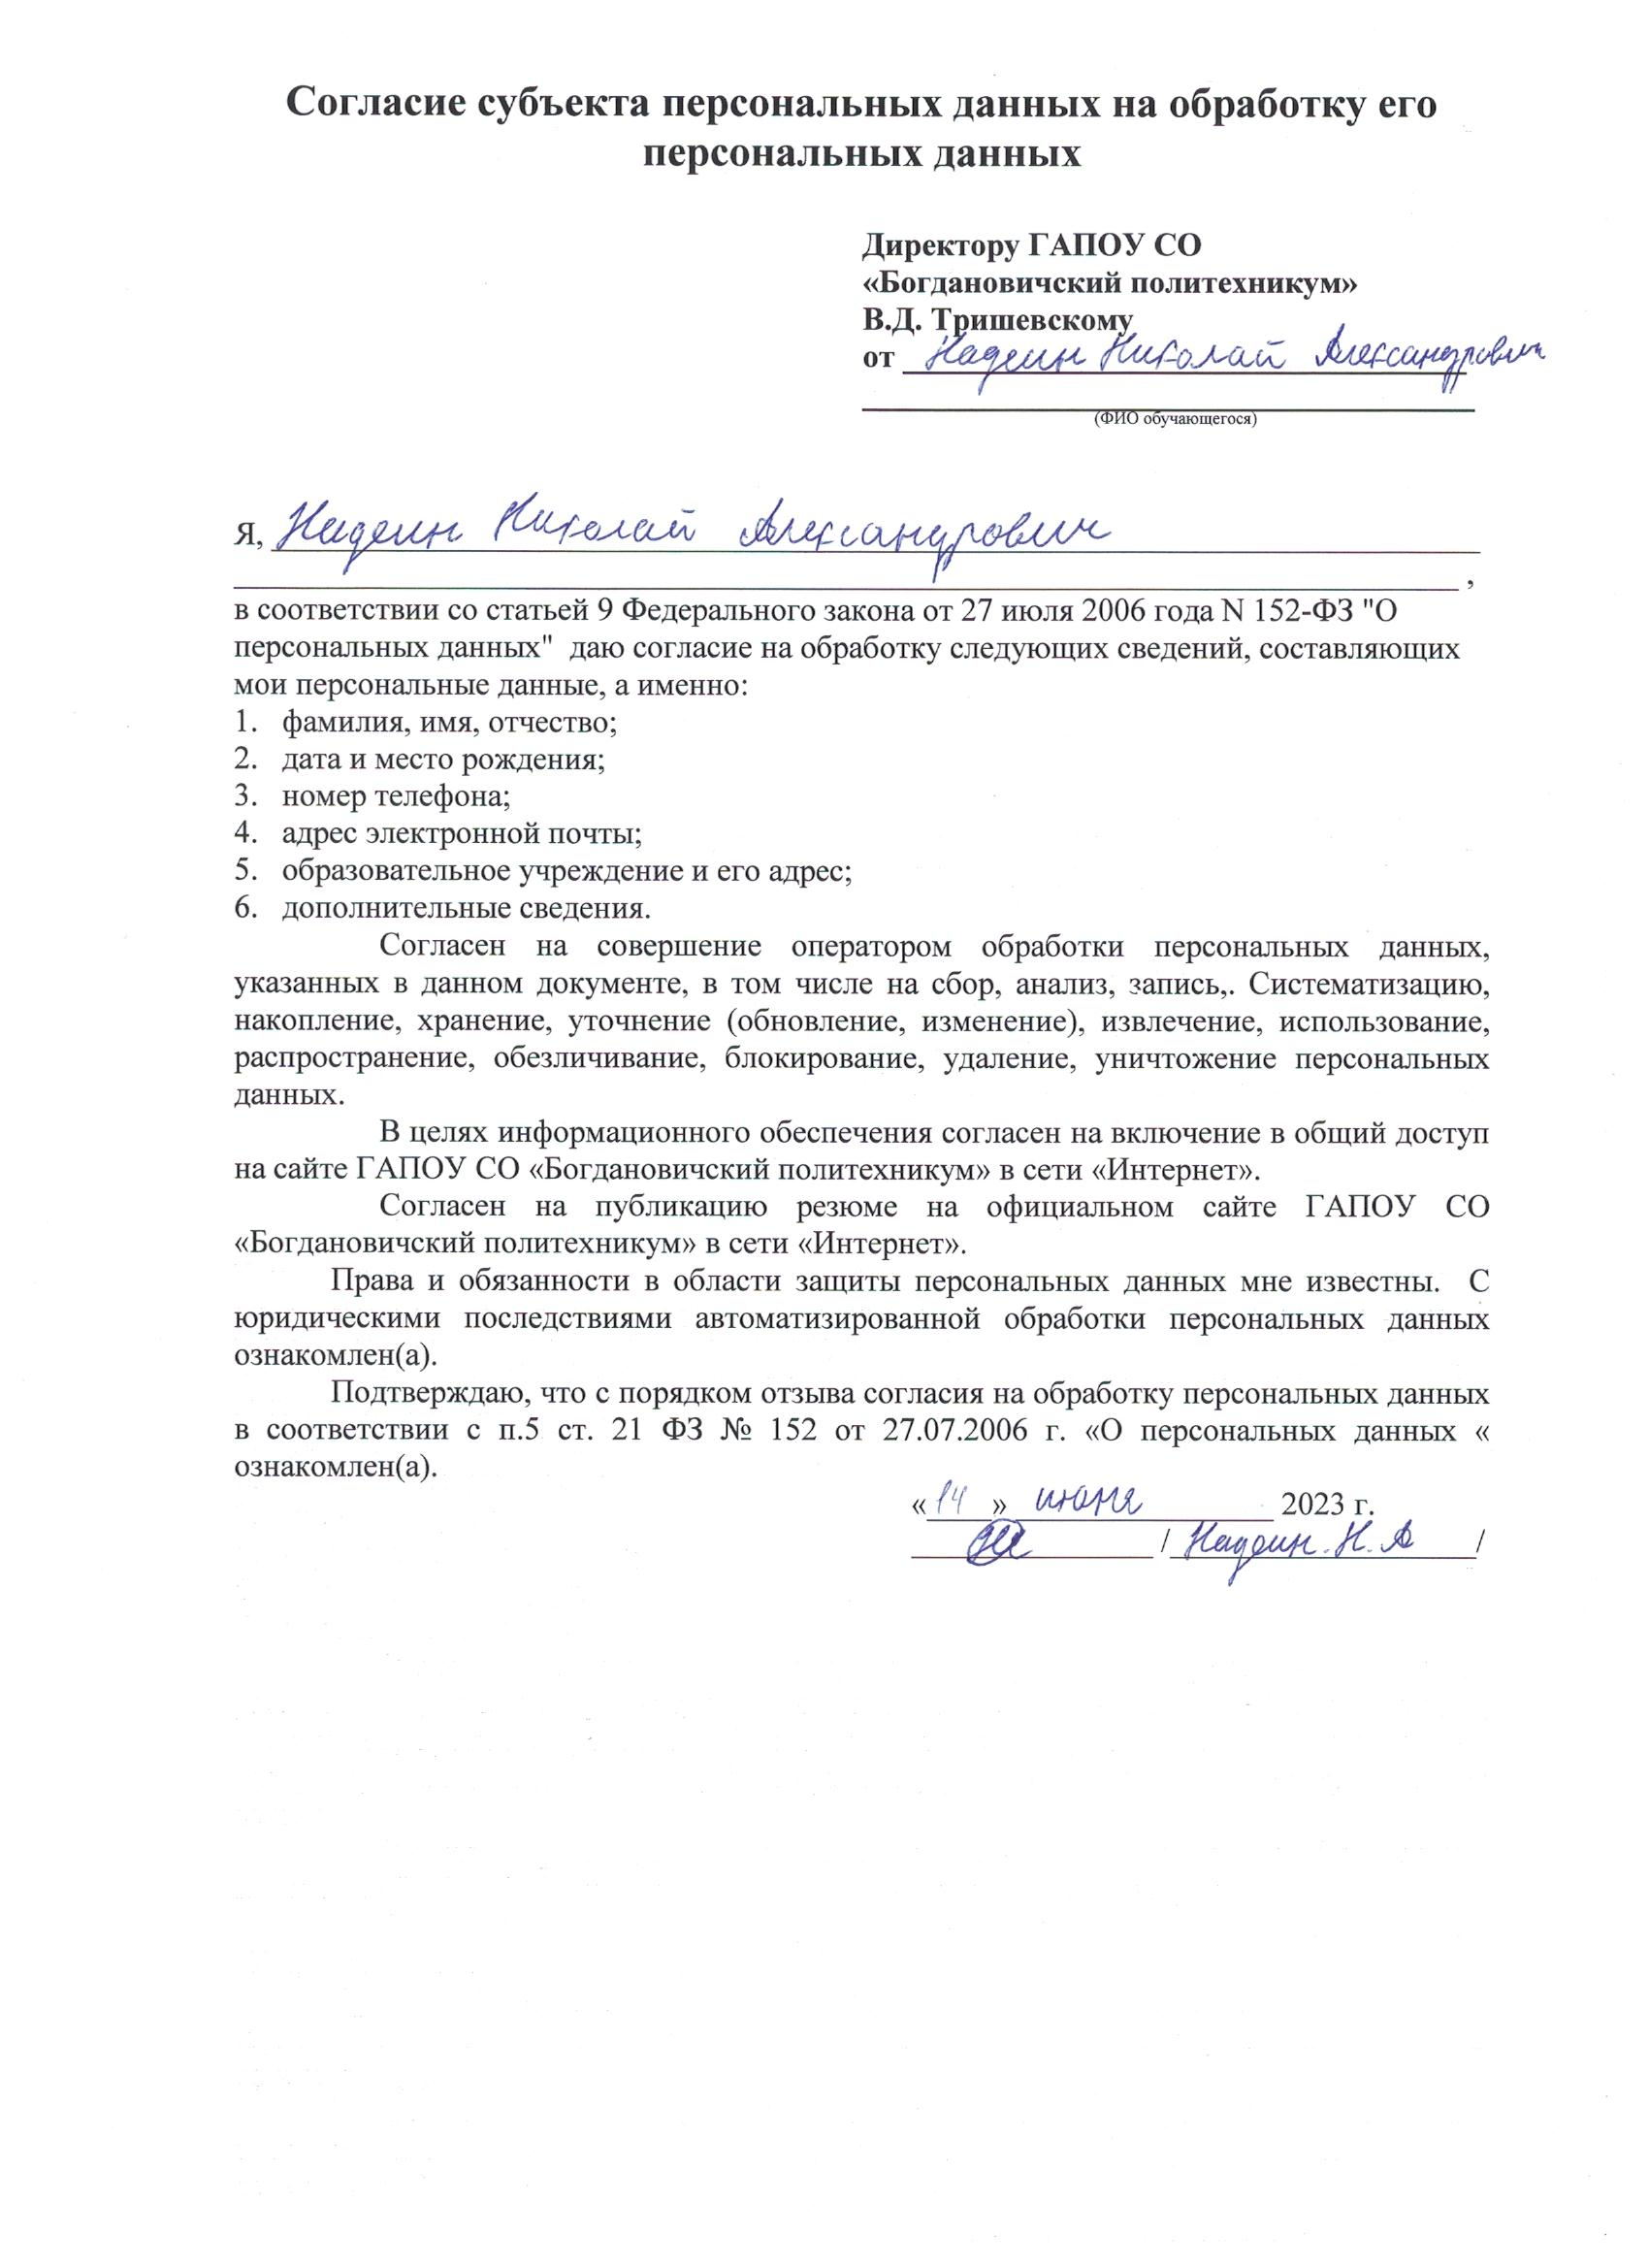 Согласие субъекта персональных данных на обработку его
персональных данных
Директору ГАПОУ СО
«Богдановичский политехникум»
В.Д. Тришевскому
от Надеин Николай Александрович
(ФИО обучающегося)
Я, Надеин Николай Александрович
,
в соответствии со статьей 9 Федерального закона от 27 июля 2006 года N 152-ФЗ "О
персональных данных" даю согласие на обработку следующих сведений, составляющих
мои персональные данные, а именно:
1. фамилия, имя, отчество;
2. дата и место рождения;
3. номер телефона;
4. адрес электронной почты;
5. образовательное учреждение и его адрес;
6. дополнительные сведения.
Согласен на совершение оператором обработки персональных данных,
указанных в данном документе, в том числе на сбор, анализ, запись,. Систематизацию,
накопление, хранение, уточнение (обновление, изменение), извлечение, использование,
распространение, обезличивание, блокирование, удаление, уничтожение персональных
данных.
В целях информационного обеспечения согласен на включение в общий доступ
на сайте ГАПОУ СО «Богдановичский политехникум» в сети «Интернет».
Согласен на публикацию резюме на официальном сайте ГАПОУ СО
«Богдановичский политехникум» в сети «Интернет».
Права и обязанности в области защиты персональных данных мне известны. С
юридическими последствиями автоматизированной обработки персональных данных
ознакомлен(а).
Подтверждаю, что с порядком отзыва согласия на обработку персональных данных
в соответствии с п.5 ст. 21 ФЗ № 152 от 27.07.2006 г. «О персональных данных «
ознакомлен(а).
«14» июня 2023 г.
/ Надеин Н. А /